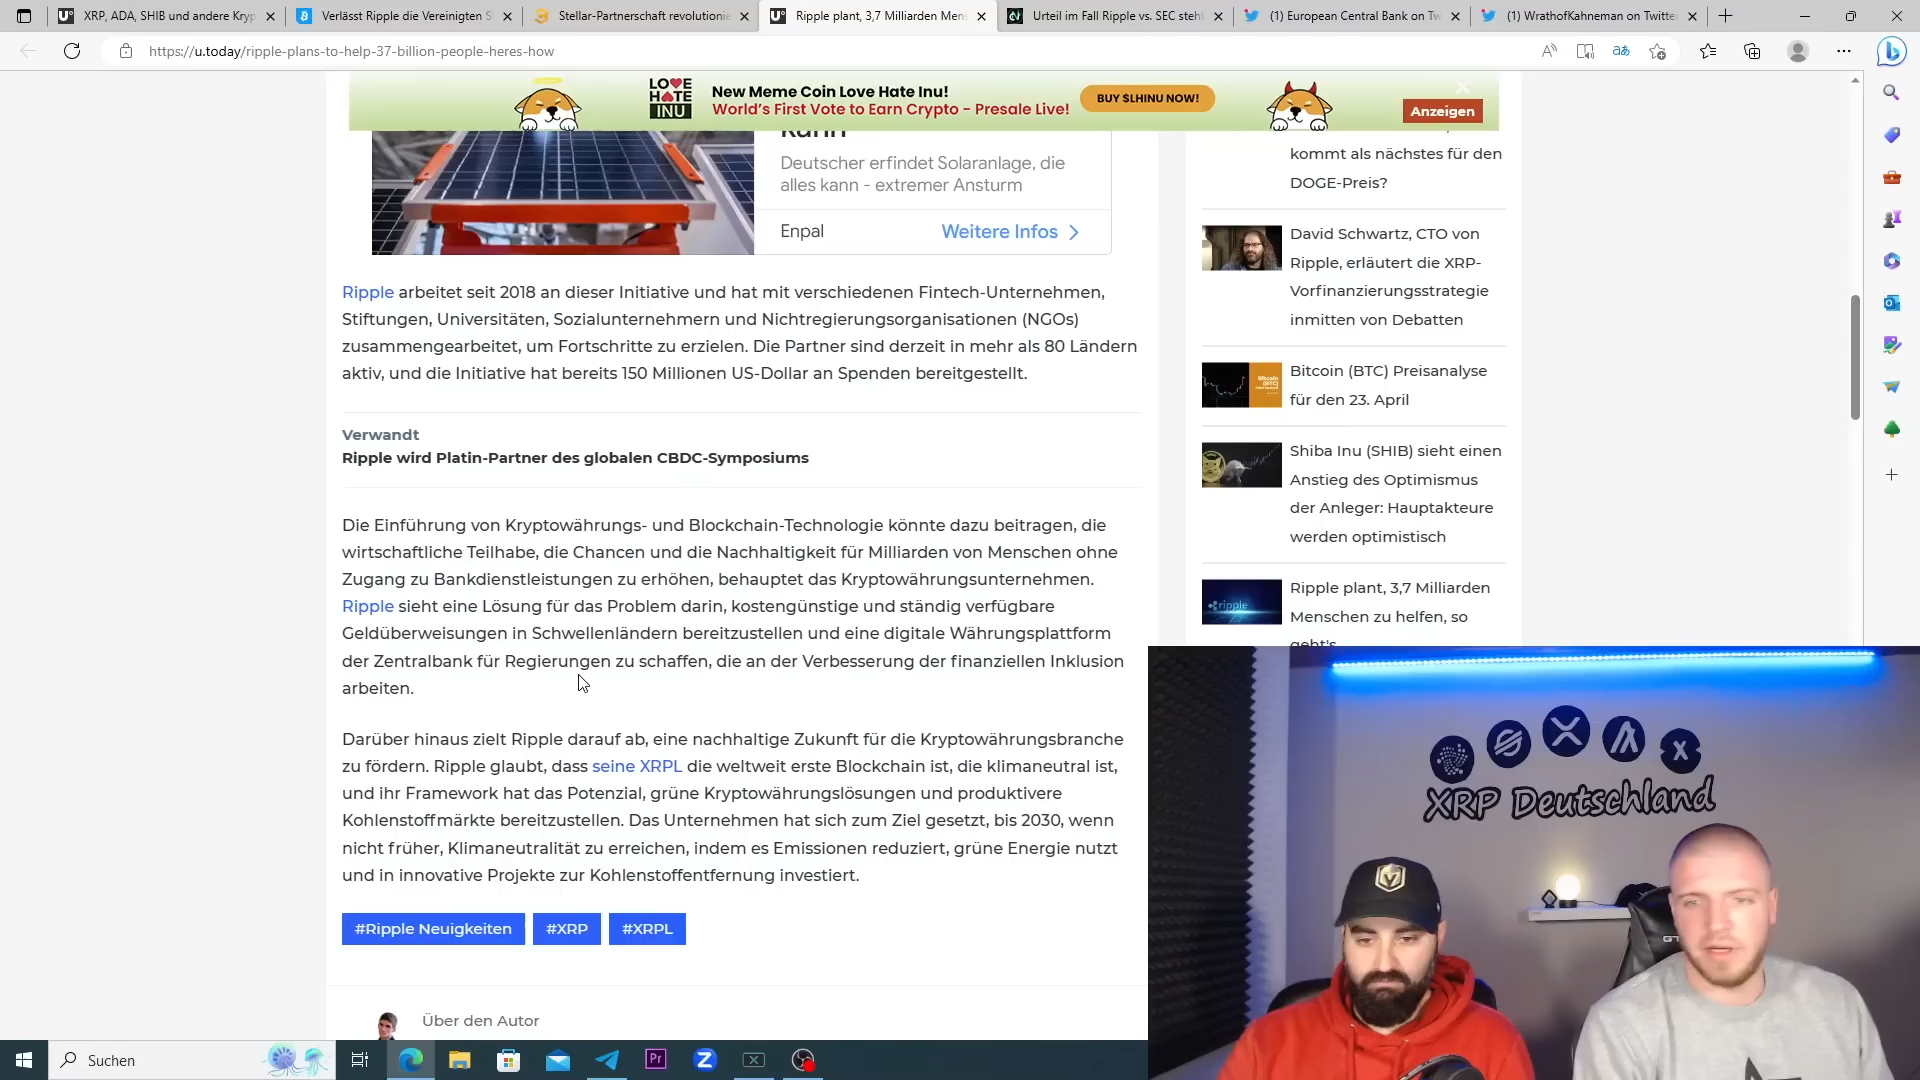 XRP, ADA, SHIB und andere Kryp
Verlässt Ripple die Vereinigten S
Stellar-Partnerschaft revolutionie
Ripple plant, 3,7 Milliarden Men
Urteil im Fall Ripple vs. SEC steht
(1) European Central Bank on Tw
(1) WrathofKahneman on Twitte
https://u.today/ripple-plans-to-help-37-billion-people-heres-how
LOVE
HATE
INU
New Meme Coin Love Hate Inu!
World's First Vote to Earn Crypto - Presale Live!
BUY $LHINU NOW!
Anzeigen
kann
Deutscher erfindet Solaranlage, die
alles kann - extremer Ansturm
Enpal
Weitere Infos
Ripple arbeitet seit 2018 an dieser Initiative und hat mit verschiedenen Fintech-Unternehmen,
Stiftungen, Universitäten, Sozialunternehmern und Nichtregierungsorganisationen (NGOs)
zusammengearbeitet, um Fortschritte zu erzielen. Die Partner sind derzeit in mehr als 80 Ländern
aktiv, und die Initiative hat bereits 150 Millionen US-Dollar an Spenden bereitgestellt.
Verwandt
Ripple wird Platin-Partner des globalen CBDC-Symposiums
Die Einführung von Kryptowährungs- und Blockchain-Technologie könnte dazu beitragen, die
wirtschaftliche Teilhabe, die Chancen und die Nachhaltigkeit für Milliarden von Menschen ohne
Zugang zu Bankdienstleistungen zu erhöhen, behauptet das Kryptowährungsunternehmen.
Ripple sieht eine Lösung für das Problem darin, kostengünstige und ständig verfügbare
Geldüberweisungen in Schwellenländern bereitzustellen und eine digitale Währungsplattform
der Zentralbank für Regierungen zu schaffen, die an der Verbesserung der finanziellen Inklusion
arbeiten.
Darüber hinaus zielt Ripple darauf ab, eine nachhaltige Zukunft für die Kryptowährungsbranche
zu fördern. Ripple glaubt, dass seine XRPL die weltweit erste Blockchain ist, die klimaneutral ist,
und ihr Framework hat das Potenzial, grüne Kryptowährungslösungen und produktivere
Kohlenstoffmärkte bereitzustellen. Das Unternehmen hat sich zum Ziel gesetzt, bis 2030, wenn
nicht früher, Klimaneutralität zu erreichen, indem es Emissionen reduziert, grüne Energie nutzt
und in innovative Projekte zur Kohlenstoffentfernung investiert.
#Ripple Neuigkeiten
#XRP
#XRPL
Über den Autor
kommt als nächstes für den
DOGE-Preis?
David Schwartz, CTO von
Ripple, erläutert die XRP-
Vorfinanzierungsstrategie
inmitten von Debatten
Bitcoin (BTC) Preisanalyse
für den 23. April
Shiba Inu (SHIB) sieht einen
Anstieg des Optimismus
der Anleger: Hauptakteure
werden optimistisch
ripple
Ripple plant, 3,7 Milliarden
Menschen zu helfen, so
geht's
XRP Deutschland
Suchen